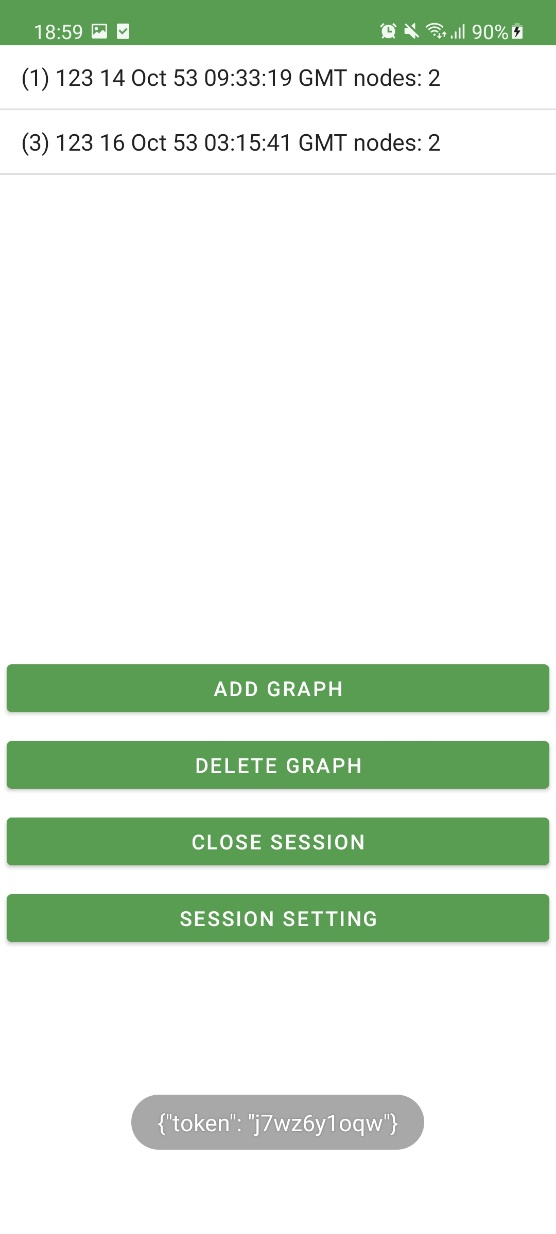 18:59 90%
(1) 123 14 Oct 53 09:33:19 GMT nodes: 2
(3) 123 16 Oct 53 03:15:41 GMT nodes: 2
ADD GRAPH
DELETE GRAPH
CLOSE SESSION
SESSION SETTING
{"token": "j7wz6y1oqw"}